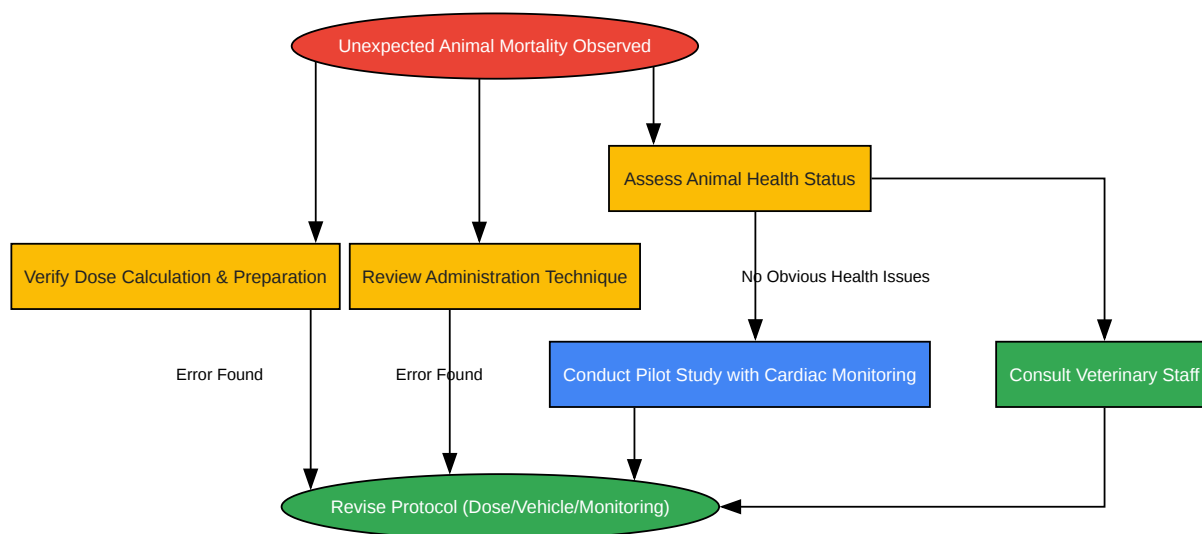 Unexpected Animal Mortality Observed
Assess Animal Health Status
Verify Dose Calculation & Preparation
Review Administration Technique
No Obvious Health Issues
Error Found
Error Found
Conduct Pilot Study with Cardiac Monitoring
Consult Veterinary Staff
Revise Protocol (Dose/Vehicle/Monitoring)